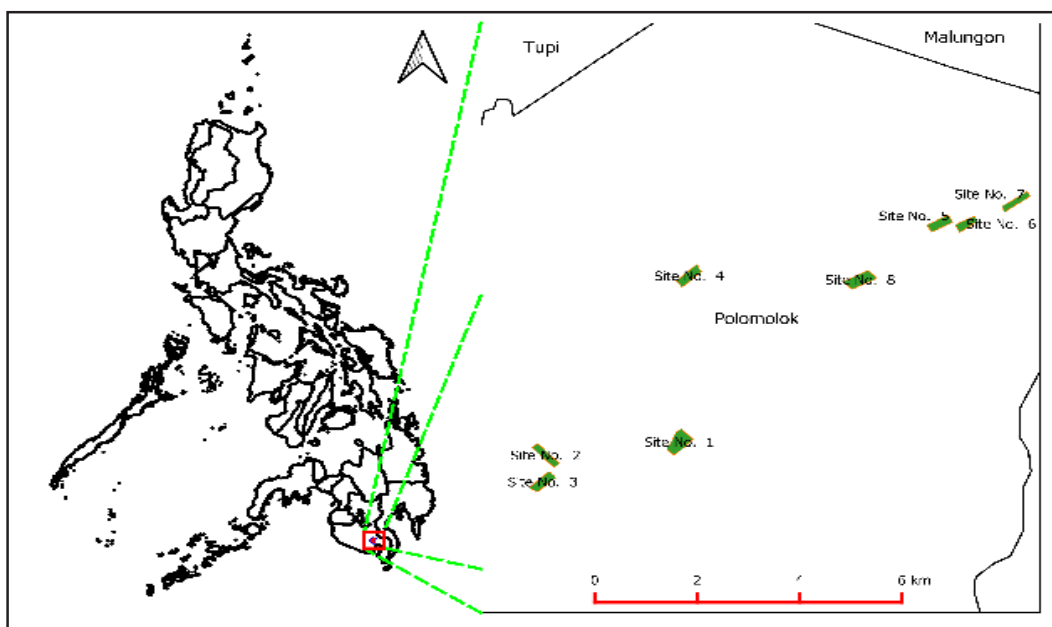 Tupi
Malungon
Site No. 7
Site No. 5
Site No. 6
Site No. 4
Site No. 8
Polomolok
Site No. 1
Site No. 2
Site No. 3
0 2 4 6 km